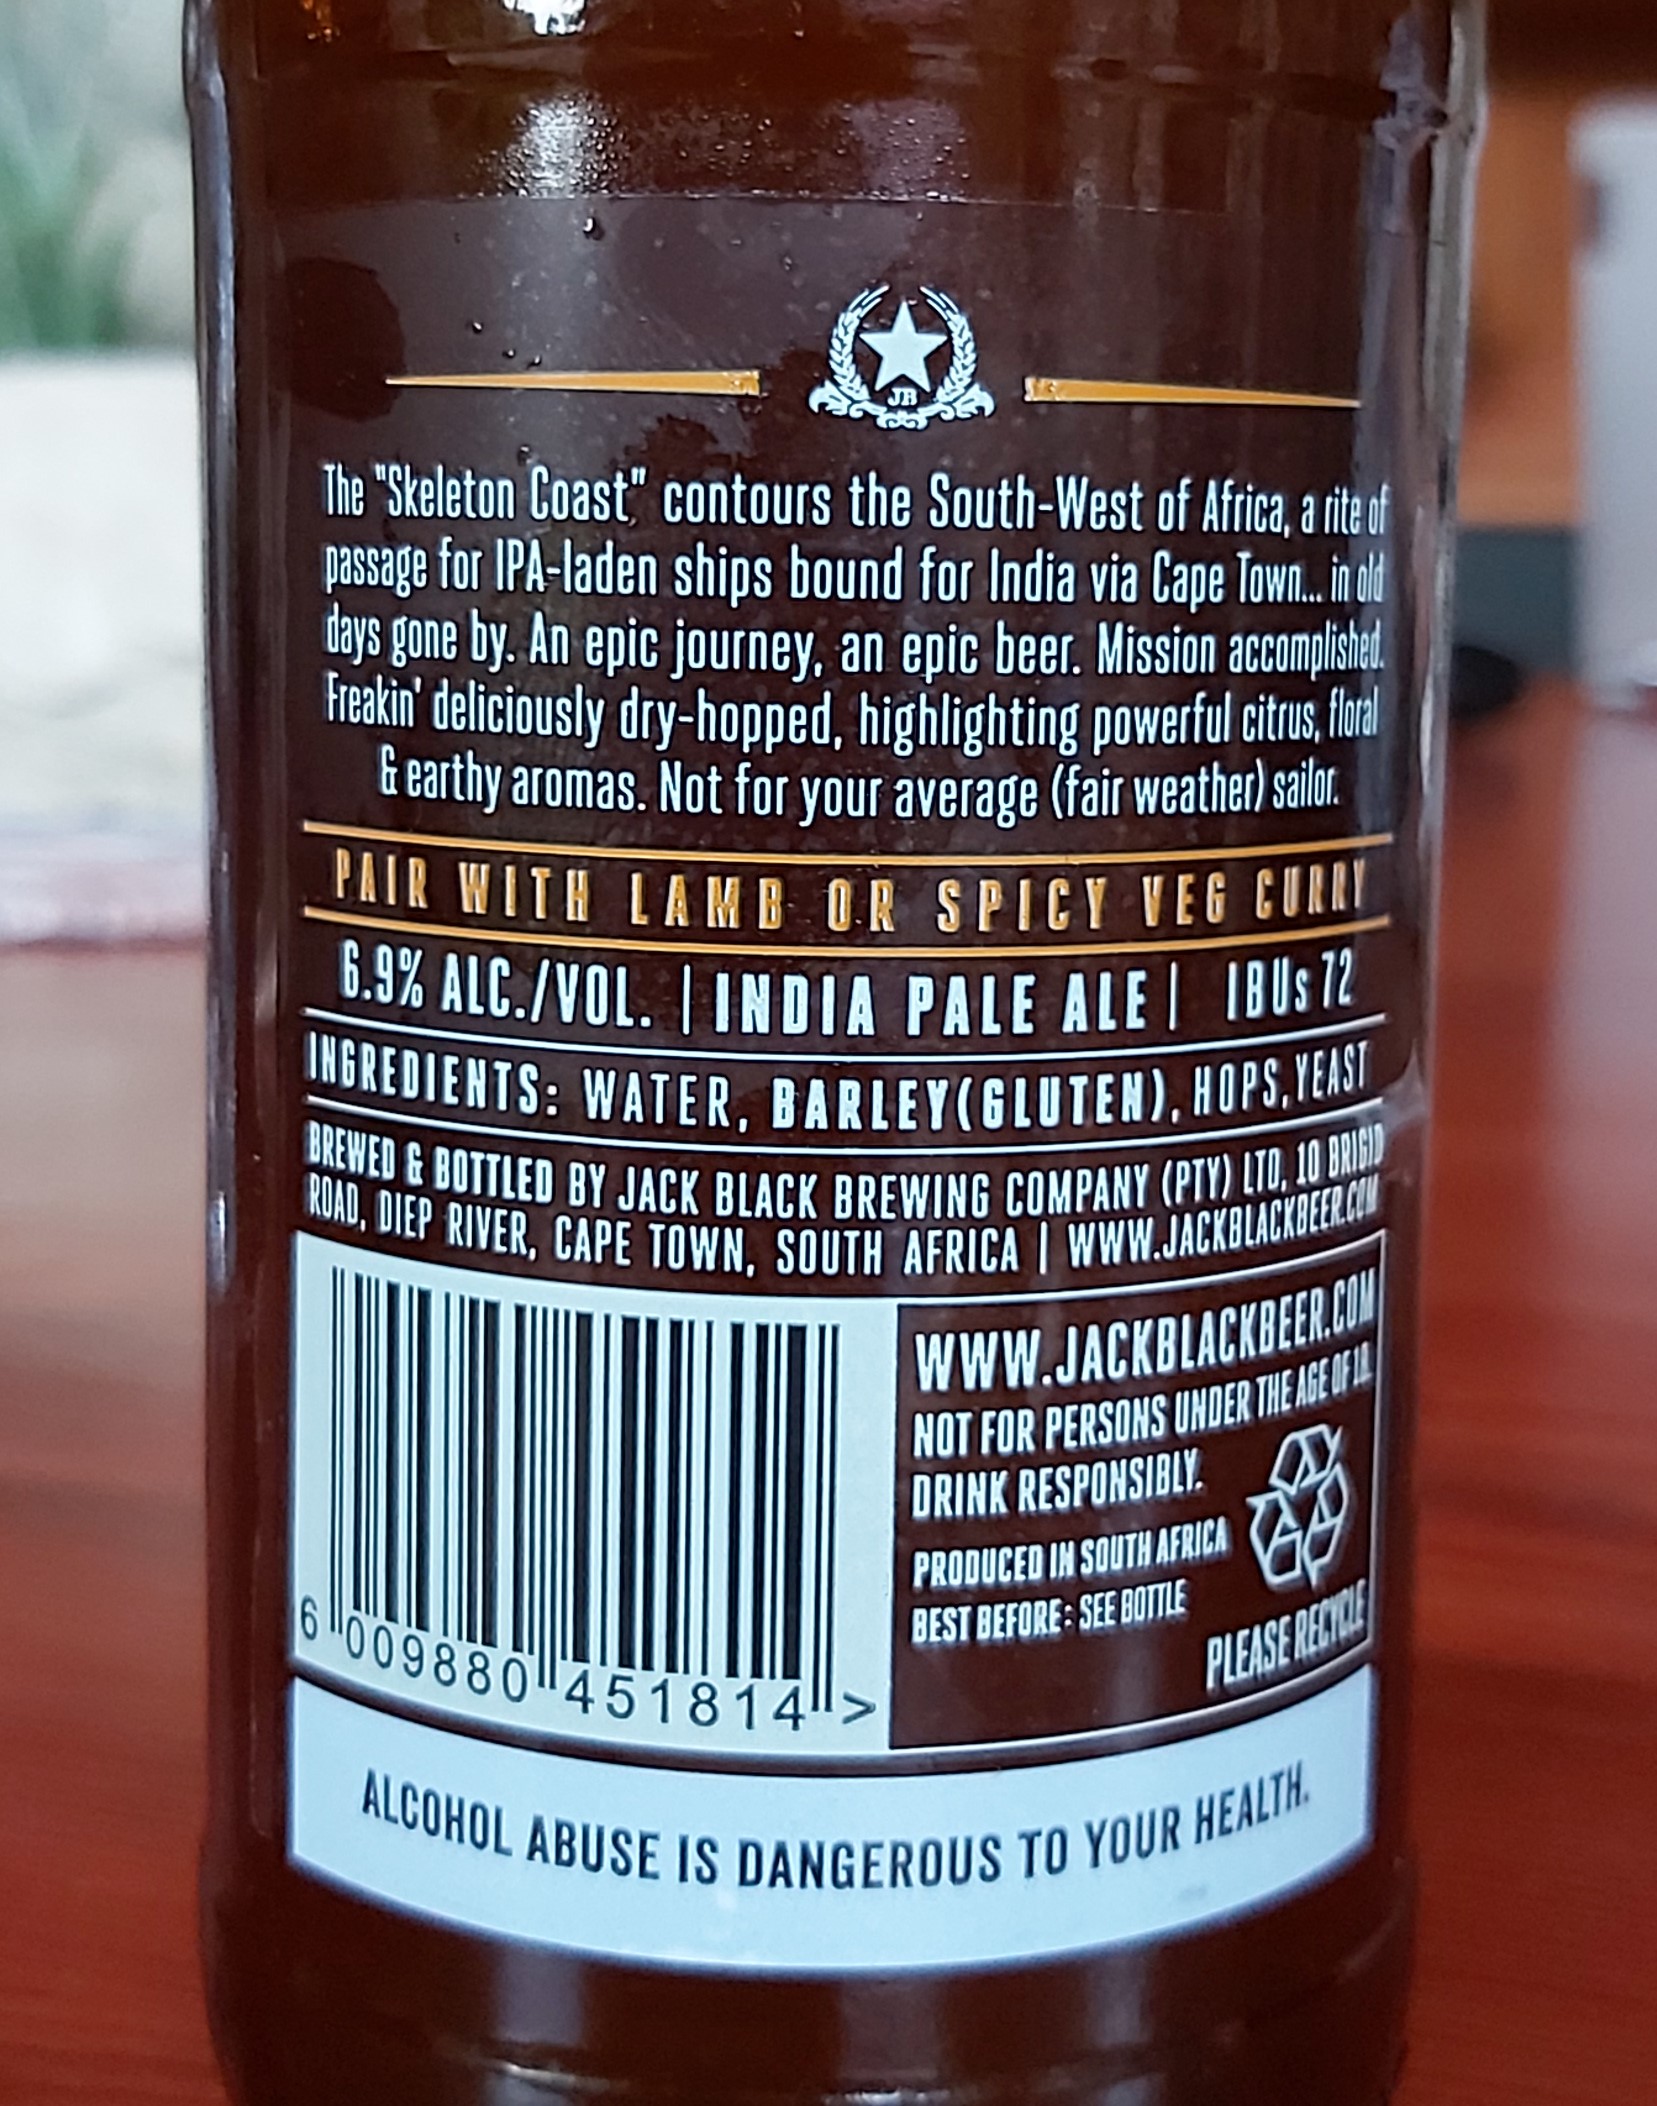 JB
The "Skeleton Coast" contours the South-West of Africa, a rite of
passage for IPA-laden ships bound for India via Cape Town... in old
days gone by. An epic journey, an epic beer. Mission accomplished.
Freakin' deliciously dry-hopped, highlighting powerful citrus, floral
& earthy aromas. Not for your average (fair weather) sailor.
PAIR WITH LAMB OR SPICY VEG CURRY
6.9% ALC./VOL. | INDIA PALE ALE | IBUs 72
INGREDIENTS: WATER, BARLEY(GLUTEN), HOPS, YEAST
BREWED & BOTTLED BY JACK BLACK BREWING COMPANY (PTY) LTD, 10 BRIGID
ROAD, DIEP RIVER, CAPE TOWN, SOUTH AFRICA | WWW.JACKBLACKBEER.COM
WWW.JACKBLACKBEER.COM
NOT FOR PERSONS UNDER THE AGE OF 18.
DRINK RESPONSIBLY.
PRODUCED IN SOUTH AFRICA
BEST BEFORE: SEE BOTTLE
PLEASE RECYCLE
6 009880 451814 >
ALCOHOL ABUSE IS DANGEROUS TO YOUR HEALTH.